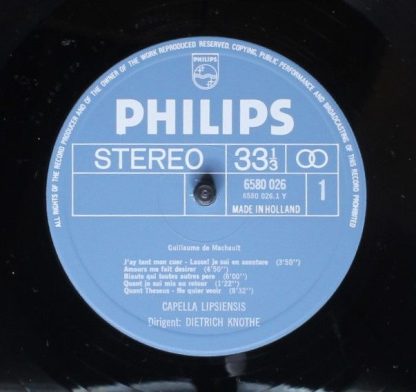 ALL RIGHTS OF THE RECORD PRODUCER AND OF THE OWNER OF THE WORK REPRODUCED RESERVED. COPYING, PUBLIC PERFORMANCE AND BROADCASTING OF THIS RECORD PROHIBITED
PHILIPS
PHILIPS
STEREO 33 1/3
6580 026
6580 026.1 Y
1
MADE IN HOLLAND
Guillaume de Machault
J'ay tant mon cuer - Lasse! je sui en aventure (3'50")
Amours me fait desirer (4'50")
Biauté qui toutes autres pere (6'00")
Quant je sui mis au retour (1'22")
Quant Theseus - Ne quier veoir (5'32")
CAPELLA LIPSIENSIS
Dirigent: DIETRICH KNOTHE